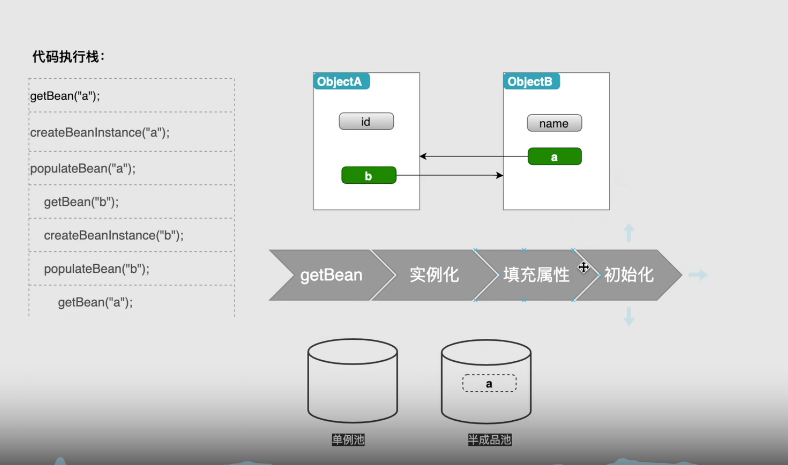 代码执行栈：
getBean("a");
createBeanInstance("a");
populateBean("a");
getBean("b");
createBeanInstance("b");
populateBean("b");
getBean("a");
ObjectA
id
b
ObjectB
name
a
getBean
实例化
填充属性
初始化
a
单例池
半成品池